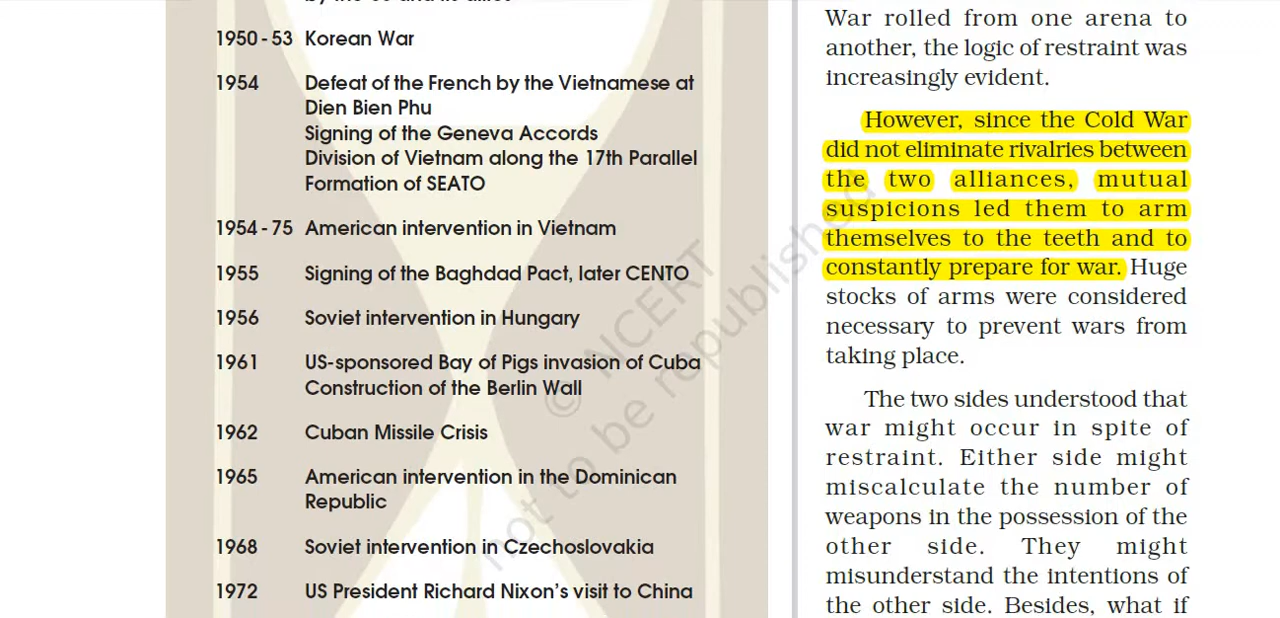 1950 - 53 Korean War
1954 Defeat of the French by the Vietnamese at
Dien Bien Phu
Signing of the Geneva Accords
Division of Vietnam along the 17th Parallel
Formation of SEATO
1954 - 75 American intervention in Vietnam
1955 Signing of the Baghdad Pact, later CENTO
1956 Soviet intervention in Hungary
1961 US-sponsored Bay of Pigs invasion of Cuba
Construction of the Berlin Wall
1962 Cuban Missile Crisis
1965 American intervention in the Dominican
Republic
1968 Soviet intervention in Czechoslovakia
1972 US President Richard Nixon's visit to China
War rolled from one arena to
another, the logic of restraint was
increasingly evident.
However, since the Cold War
did not eliminate rivalries between
the two alliances, mutual
suspicions led them to arm
themselves to the teeth and to
constantly prepare for war. Huge
stocks of arms were considered
necessary to prevent wars from
taking place.
The two sides understood that
war might occur in spite of
restraint. Either side might
miscalculate the number of
weapons in the possession of the
other side. They might
misunderstand the intentions of
the other side. Besides, what if
© NCERT
not to be republished